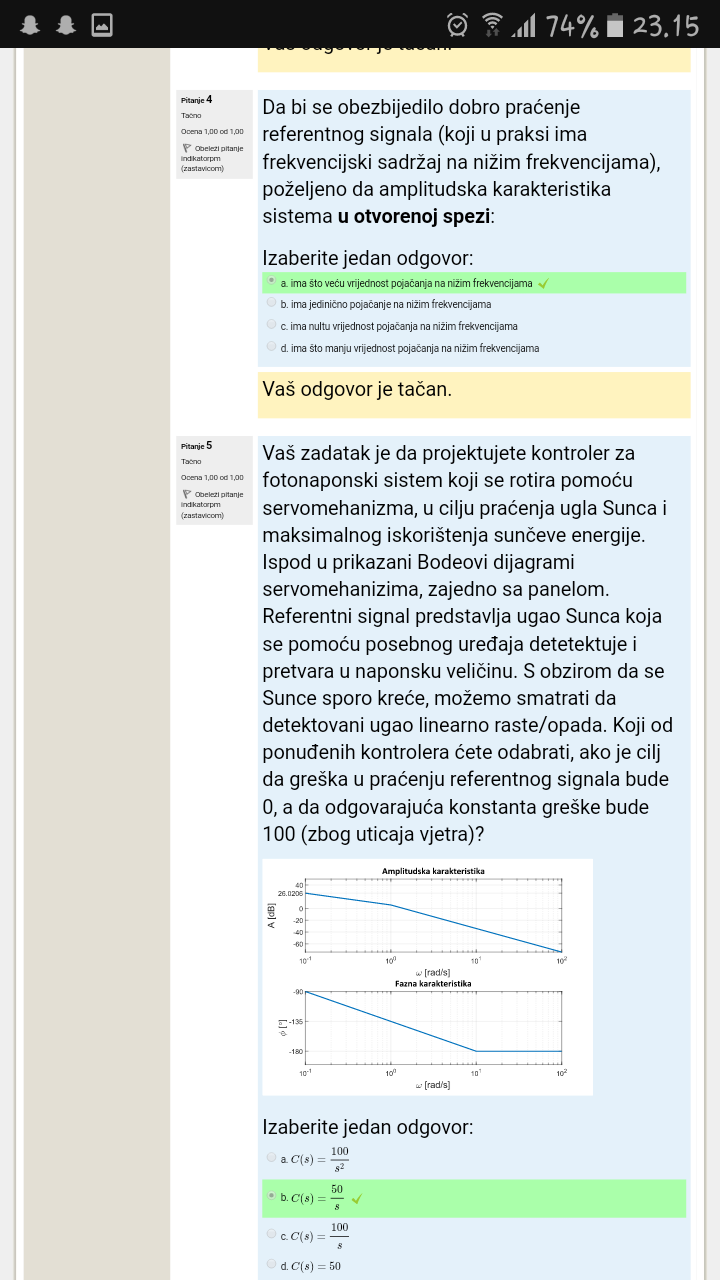 74% 23.15
Vaš odgovor je tačan.
Pitanje 4
Tačno
Ocena 1,00 od 1,00
Obeleži pitanje
indikatorpm
(zastavicom)
Da bi se obezbijedilo dobro praćenje
referentnog signala (koji u praksi ima
frekvencijski sadržaj na nižim frekvencijama),
poželjeno da amplitudska karakteristika
sistema u otvorenoj spezi:
Izaberite jedan odgovor:
a. ima što veću vrijednost pojačanja na nižim frekvencijama
b. ima jedinično pojačanje na nižim frekvencijama
c. ima nultu vrijednost pojačanja na nižim frekvencijama
d. ima što manju vrijednost pojačanja na nižim frekvencijama
Vaš odgovor je tačan.
Pitanje 5
Tačno
Ocena 1,00 od 1,00
Obeleži pitanje
indikatorpm
(zastavicom)
Vaš zadatak je da projektujete kontroler za
fotonaponski sistem koji se rotira pomoću
servomehanizma, u cilju praćenja ugla Sunca i
maksimalnog iskorištenja sunčeve energije.
Ispod u prikazani Bodeovi dijagrami
servomehanizima, zajedno sa panelom.
Referentni signal predstavlja ugao Sunca koja
se pomoću posebnog uređaja detetektuje i
pretvara u naponsku veličinu. S obzirom da se
Sunce sporo kreće, možemo smatrati da
detektovani ugao linearno raste/opada. Koji od
ponuđenih kontrolera ćete odabrati, ako je cilj
da greška u praćenju referentnog signala bude
0, a da odgovarajuća konstanta greške bude
100 (zbog uticaja vjetra)?
Amplitudska karakteristika
A [dB]
40
26.0206
0
-20
-40
-60
10^-1 10^0 10^1 10^2
ω [rad/s]
Fazna karakteristika
ϕ [°]
-90
-135
-180
10^-1 10^0 10^1 10^2
ω [rad/s]
Izaberite jedan odgovor:
a. C(s) = 100/s²
b. C(s) = 50/s
c. C(s) = 100/s
d. C(s) = 50